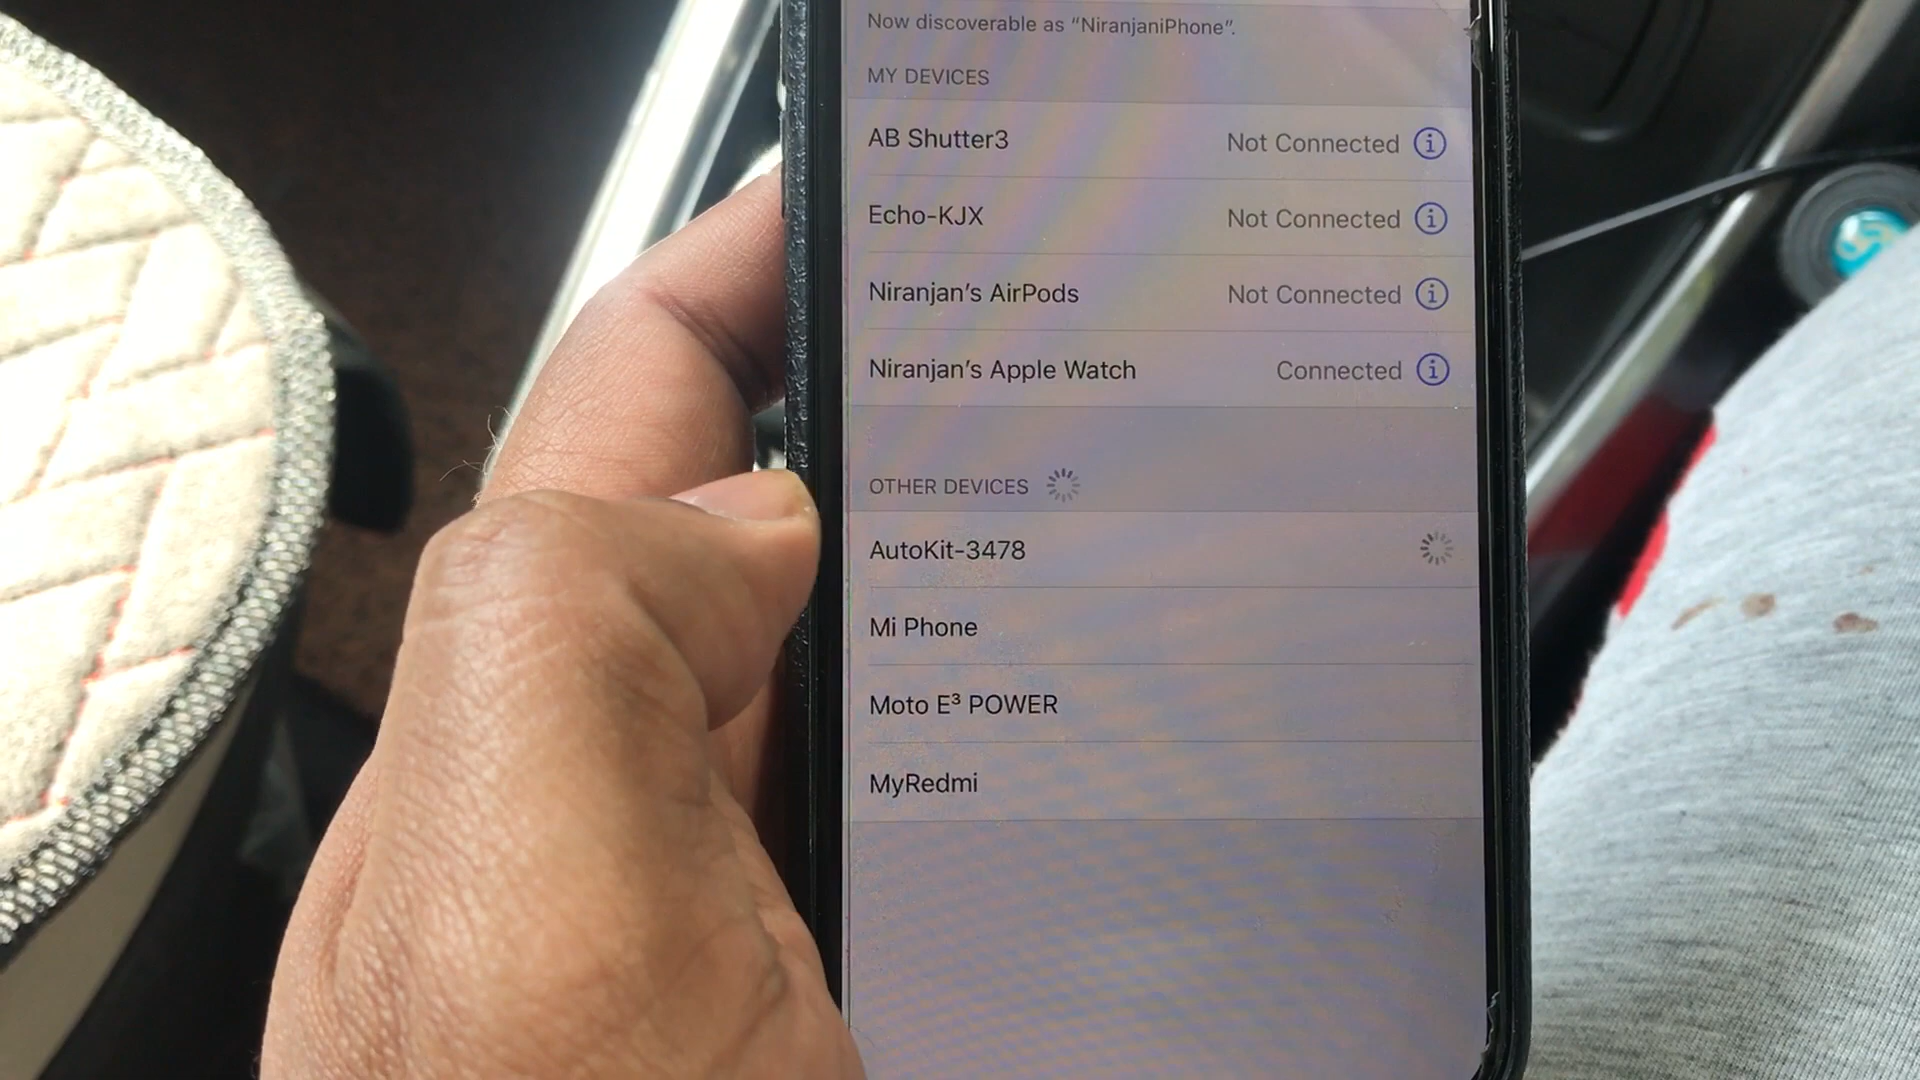 Now discoverable as “NiranjaniPhone”.
MY DEVICES
AB Shutter3 Not Connected
Echo-KJX Not Connected
Niranjan’s AirPods Not Connected
Niranjan’s Apple Watch Connected
OTHER DEVICES
AutoKit-3478
Mi Phone
Moto E³ POWER
MyRedmi